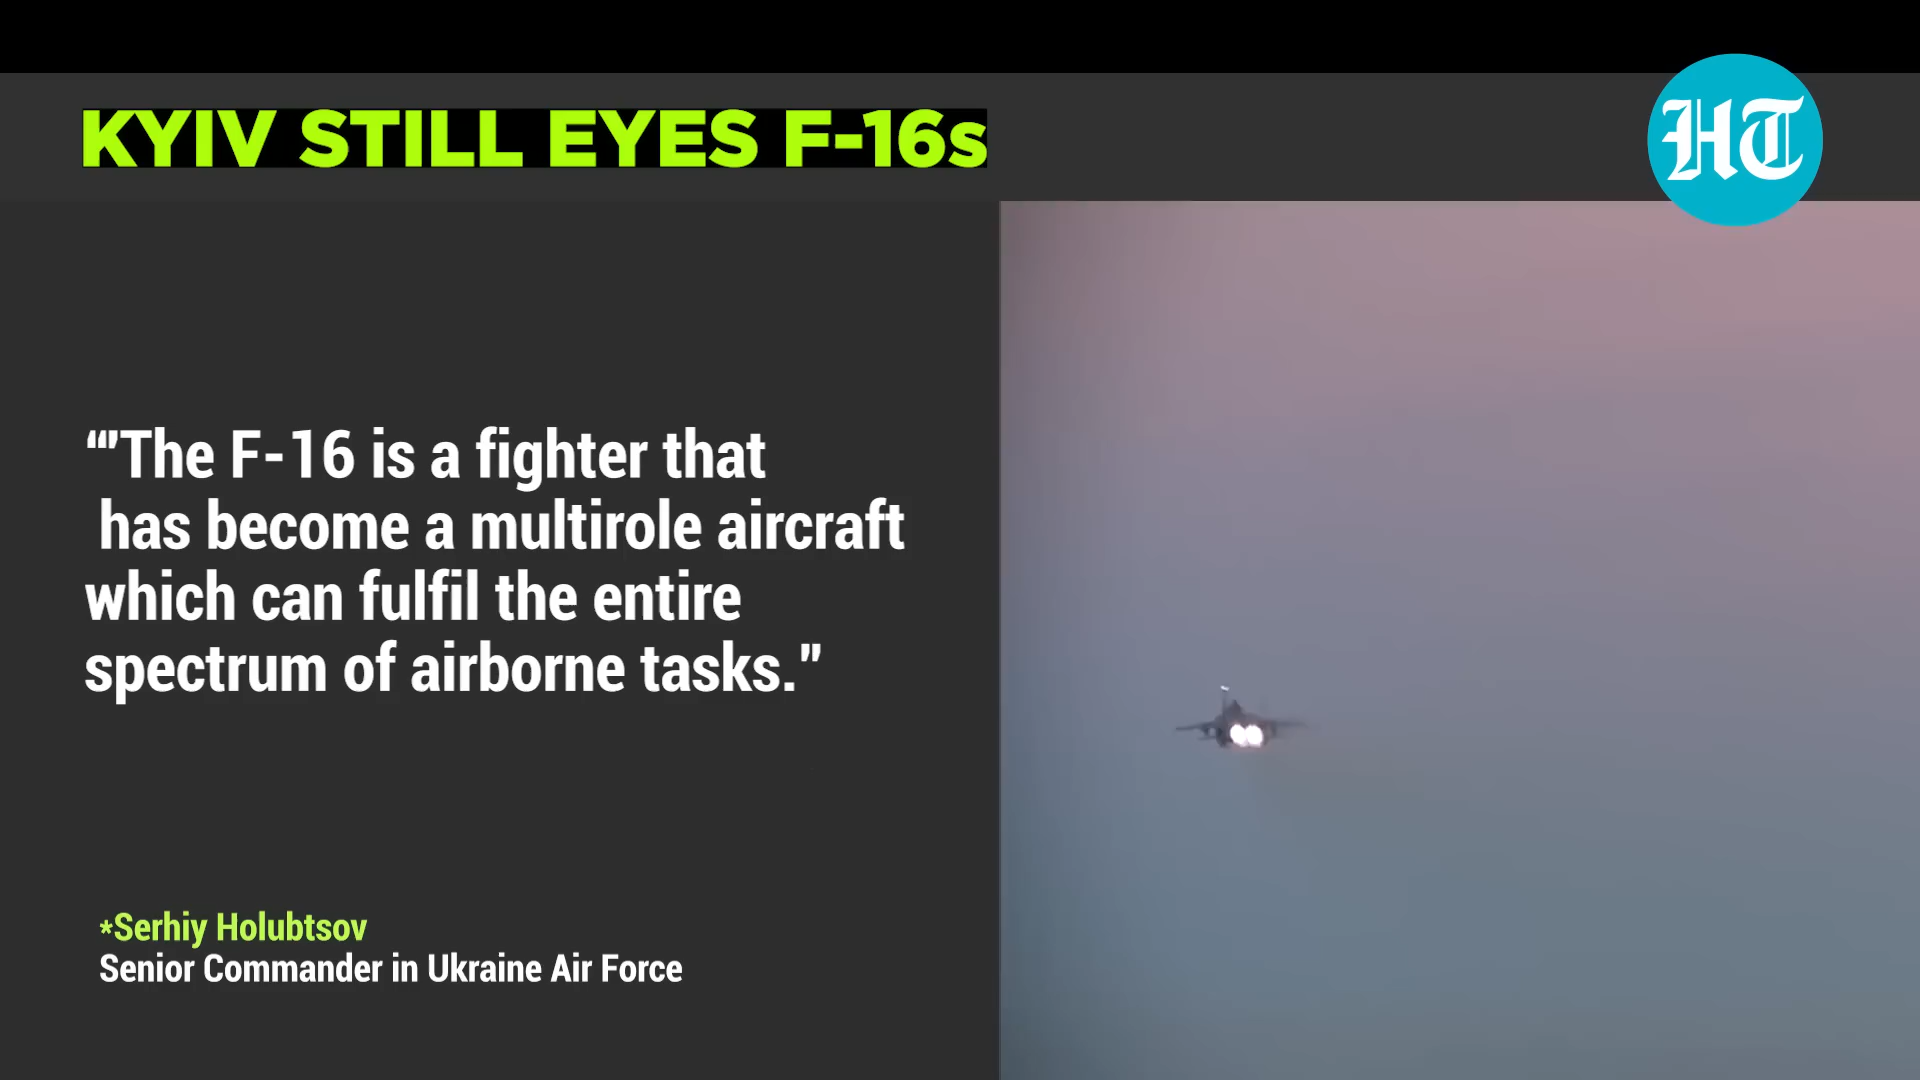 KYIV STILL EYES F-16s
HT
“'The F-16 is a fighter that
has become a multirole aircraft
which can fulfil the entire
spectrum of airborne tasks.”
*Serhiy Holubtsov
Senior Commander in Ukraine Air Force